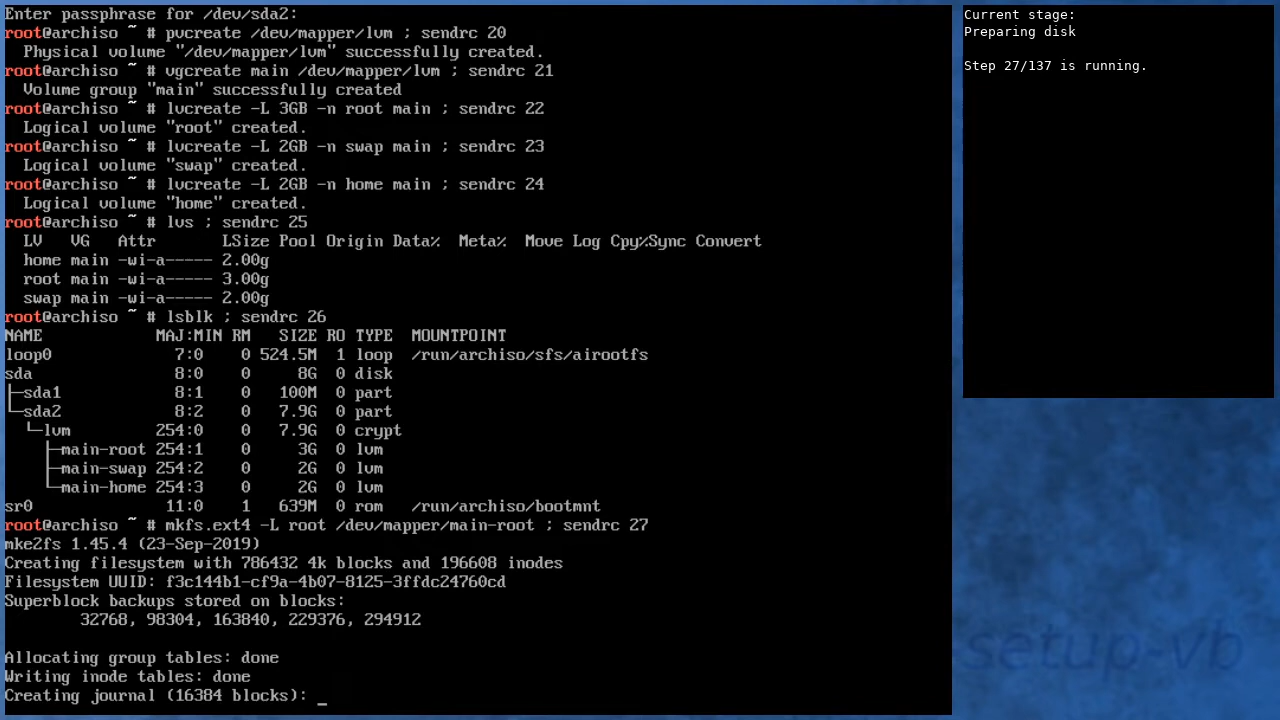 Enter passphrase for /dev/sda2:
root@archiso ~ # pvcreate /dev/mapper/lvm ; sendrc 20
  Physical volume "/dev/mapper/lvm" successfully created.
root@archiso ~ # vgcreate main /dev/mapper/lvm ; sendrc 21
  Volume group "main" successfully created
root@archiso ~ # lvcreate -L 3GB -n root main ; sendrc 22
  Logical volume "root" created.
root@archiso ~ # lvcreate -L 2GB -n swap main ; sendrc 23
  Logical volume "swap" created.
root@archiso ~ # lvcreate -L 2GB -n home main ; sendrc 24
  Logical volume "home" created.
root@archiso ~ # lvs ; sendrc 25
  LV   VG   Attr       LSize Pool Origin Data%  Meta%  Move Log Cpy%Sync Convert
  home main -wi-a----- 2.00g
  root main -wi-a----- 3.00g
  swap main -wi-a----- 2.00g
root@archiso ~ # lsblk ; sendrc 26
NAME            MAJ:MIN RM   SIZE RO TYPE  MOUNTPOINT
loop0             7:0    0 524.5M  1 loop  /run/archiso/sfs/airootfs
sda               8:0    0     8G  0 disk
├─sda1            8:1    0   100M  0 part
└─sda2            8:2    0   7.9G  0 part
  └─lvm         254:0    0   7.9G  0 crypt
    ├─main-root 254:1    0     3G  0 lvm
    ├─main-swap 254:2    0     2G  0 lvm
    └─main-home 254:3    0     2G  0 lvm
sr0              11:0    1   639M  0 rom   /run/archiso/bootmnt
root@archiso ~ # mkfs.ext4 -L root /dev/mapper/main-root ; sendrc 27
mke2fs 1.45.4 (23-Sep-2019)
Creating filesystem with 786432 4k blocks and 196608 inodes
Filesystem UUID: f3c144b1-cf9a-4b07-8125-3ffdc24760cd
Superblock backups stored on blocks:
        32768, 98304, 163840, 229376, 294912
Allocating group tables: done
Writing inode tables: done
Creating journal (16384 blocks): _
Current stage:
Preparing disk
Step 27/137 is running.
setup-vb